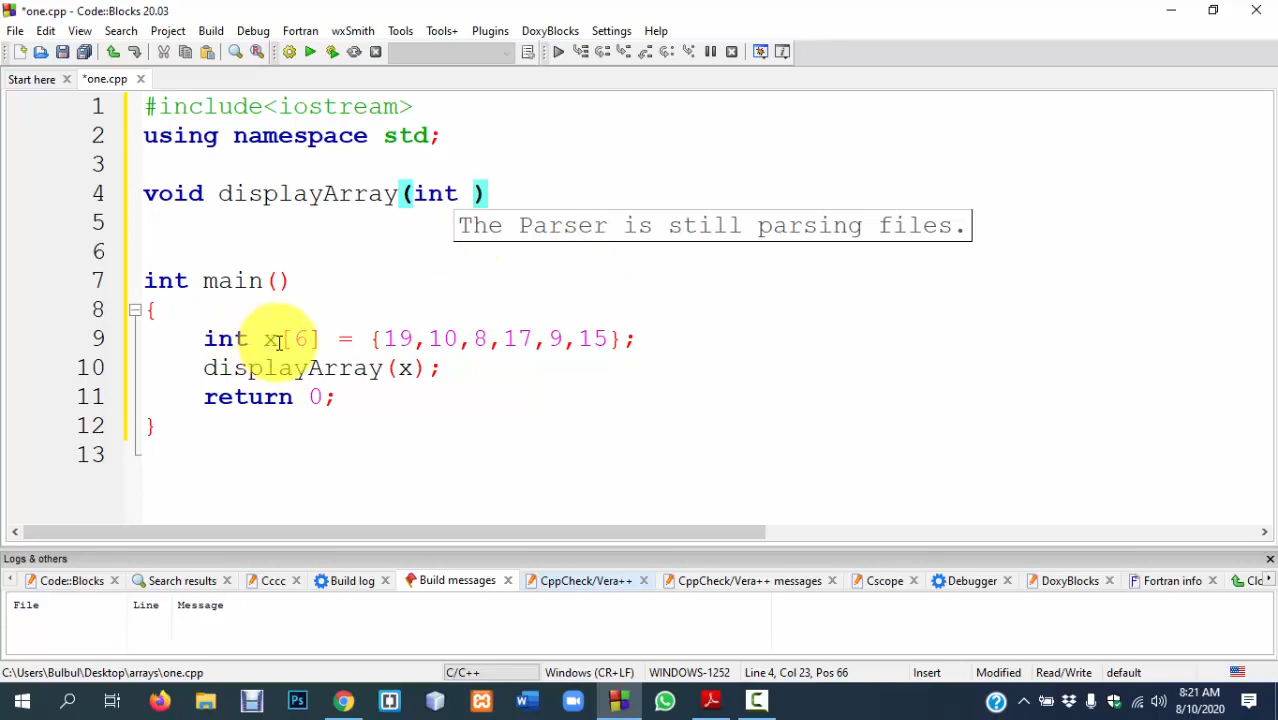 *one.cpp - Code::Blocks 20.03
File Edit View Search Project Build Debug Fortran wxSmith Tools Tools+ Plugins DoxyBlocks Settings Help
Start here *one.cpp
1 #include<iostream>
2 using namespace std;
3
4 void displayArray(int )
5 The Parser is still parsing files.
6
7 int main()
8 {
9 int x[6] = {19,10,8,17,9,15};
10 displayArray(x);
11 return 0;
12 }
13
Logs & others
Code::Blocks Search results Cccc Build log Build messages CppCheck/Vera++ CppCheck/Vera++ messages Cscope Debugger DoxyBlocks Fortran info Clo
File Line Message
C:\Users\Bulbul\Desktop\arrays\one.cpp C/C++ Windows (CR+LF) WINDOWS-1252 Line 4, Col 23, Pos 66 Insert Modified Read/Write default
8:21 AM
8/10/2020